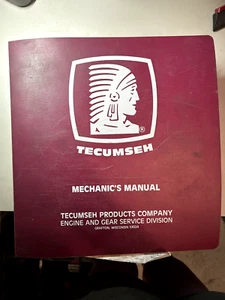 TECUMSEH
MECHANIC'S MANUAL
TECUMSEH PRODUCTS COMPANY
ENGINE AND GEAR SERVICE DIVISION
GRAFTON, WISCONSIN 53024